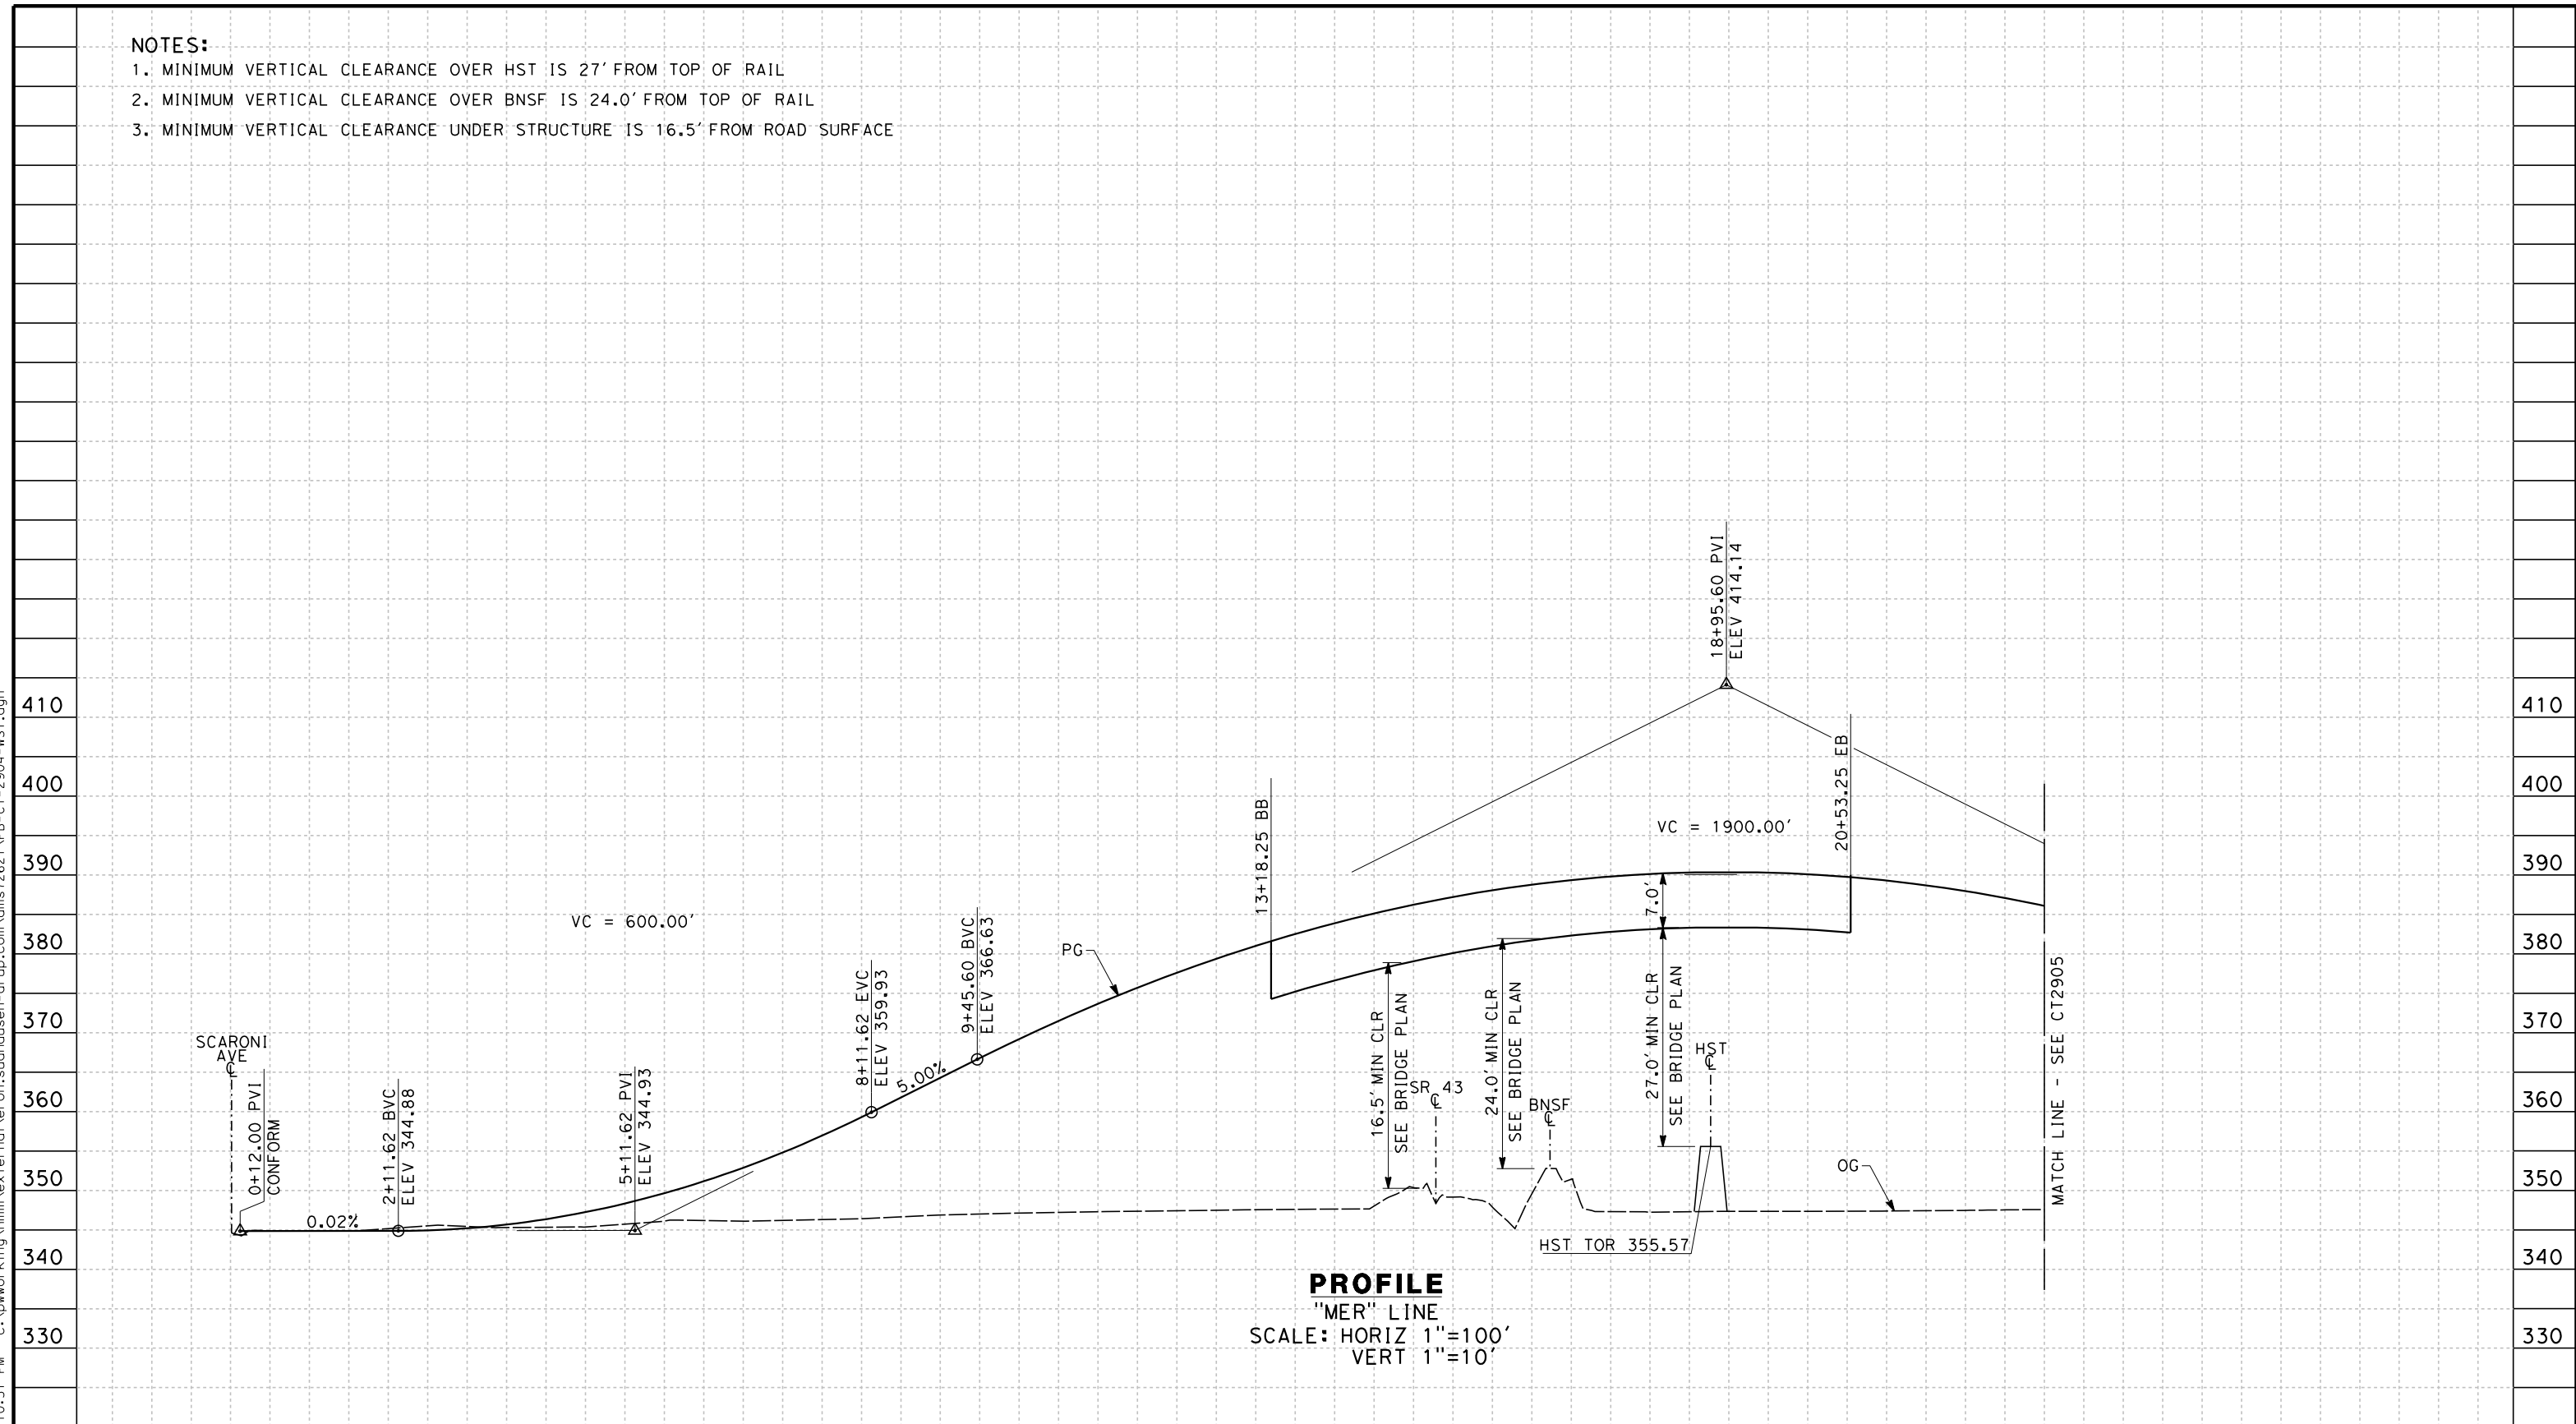 NOTES:
1. MINIMUM VERTICAL CLEARANCE OVER HST IS 27' FROM TOP OF RAIL
2. MINIMUM VERTICAL CLEARANCE OVER BNSF IS 24.0' FROM TOP OF RAIL
3. MINIMUM VERTICAL CLEARANCE UNDER STRUCTURE IS 16.5' FROM ROAD SURFACE
18+95.60 PVI
ELEV 414.14
410
410
400
400
390
390
380
380
370
370
360
360
350
350
340
340
330
330
SCARONI
AVE
℄
0+12.00 PVI
CONFORM
0.02%
2+11.62 BVC
ELEV 344.88
VC = 600.00'
5+11.62 PVI
ELEV 344.93
8+11.62 EVC
ELEV 359.93
5.00%
9+45.60 BVC
ELEV 366.63
PG
13+18.25 BB
VC = 1900.00'
20+53.25 EB
7.0'
16.5' MIN CLR
SEE BRIDGE PLAN
SR 43
℄
24.0' MIN CLR
SEE BRIDGE PLAN
BNSF
℄
27.0' MIN CLR
SEE BRIDGE PLAN
HST
℄
HST TOR 355.57
OG
MATCH LINE - SEE CT2905
PROFILE
"MER" LINE
SCALE: HORIZ 1"=100'
VERT 1"=10'